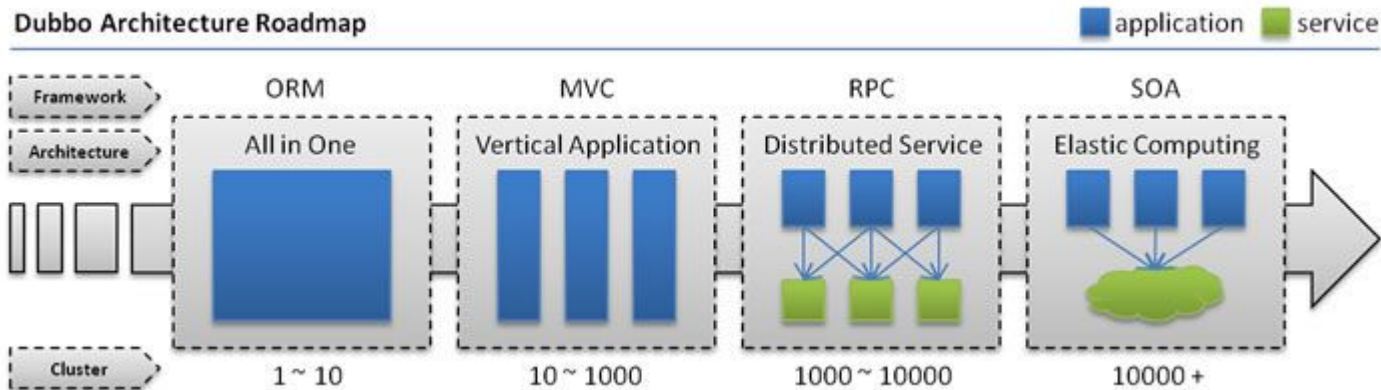 Dubbo Architecture Roadmap
application
service
Framework
ORM
MVC
RPC
SOA
Architecture
All in One
Vertical Application
Distributed Service
Elastic Computing
Cluster
1 ~ 10
10 ~ 1000
1000 ~ 10000
10000 +